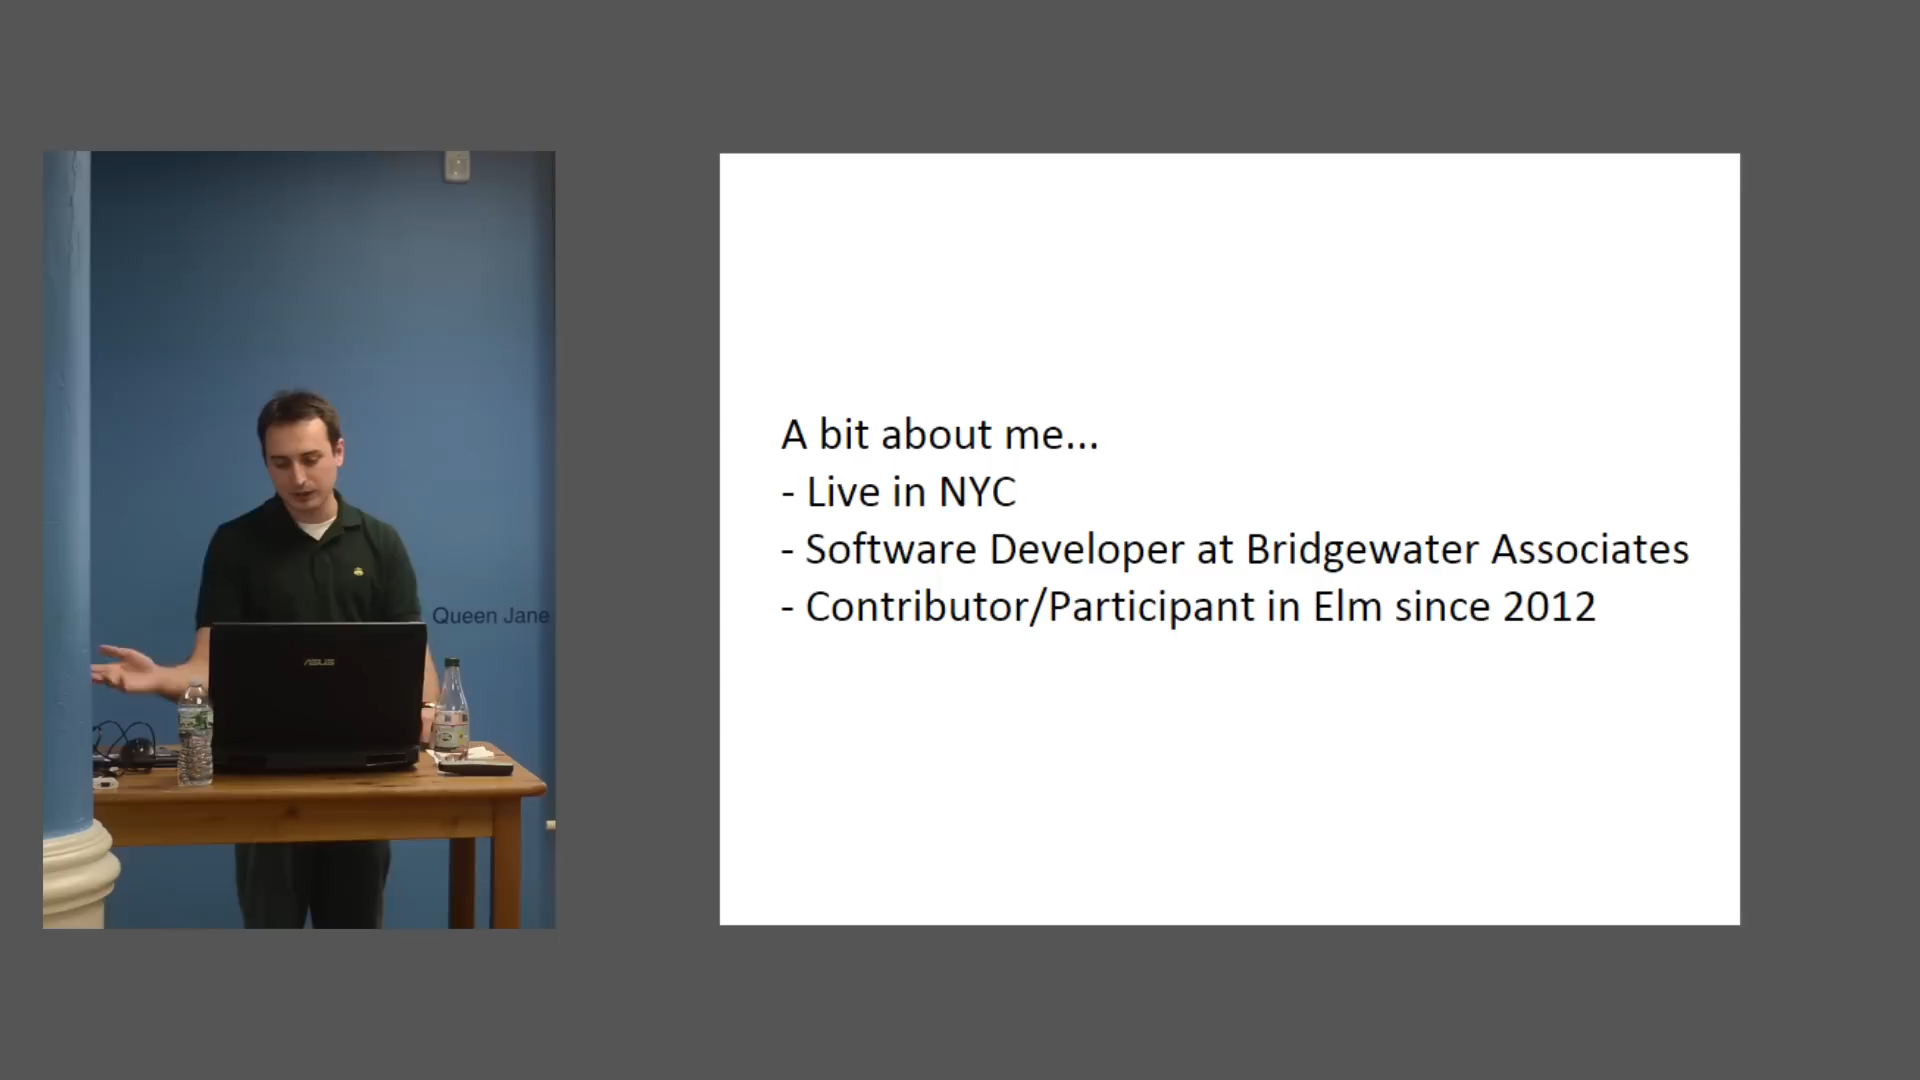 Queen Jane
ASUS
A bit about me...
- Live in NYC
- Software Developer at Bridgewater Associates
- Contributor/Participant in Elm since 2012